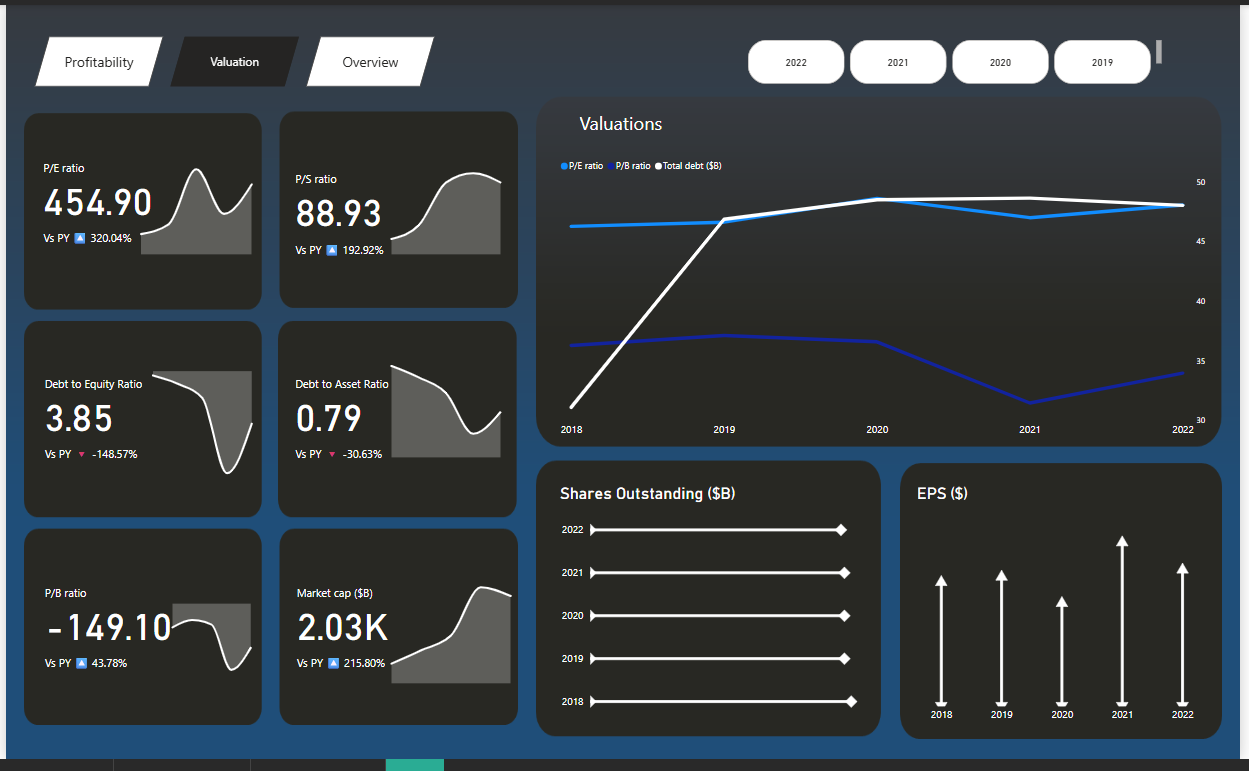 Profitability
Valuation
Overview
2022
2021
2020
2019
P/E ratio
454.90
Vs PY 🔼 320.04%
P/S ratio
88.93
Vs PY 🔼 192.92%
Debt to Equity Ratio
3.85
Vs PY 🔻 -148.57%
Debt to Asset Ratio
0.79
Vs PY 🔻 -30.63%
P/B ratio
-149.10
Vs PY 🔼 43.78%
Market cap ($B)
2.03K
Vs PY 🔼 215.80%
Valuations
P/E ratio P/B ratio Total debt ($B)
50
45
40
35
30
2018 2019 2020 2021 2022
Shares Outstanding ($B)
2022
2021
2020
2019
2018
EPS ($)
2018 2019 2020 2021 2022